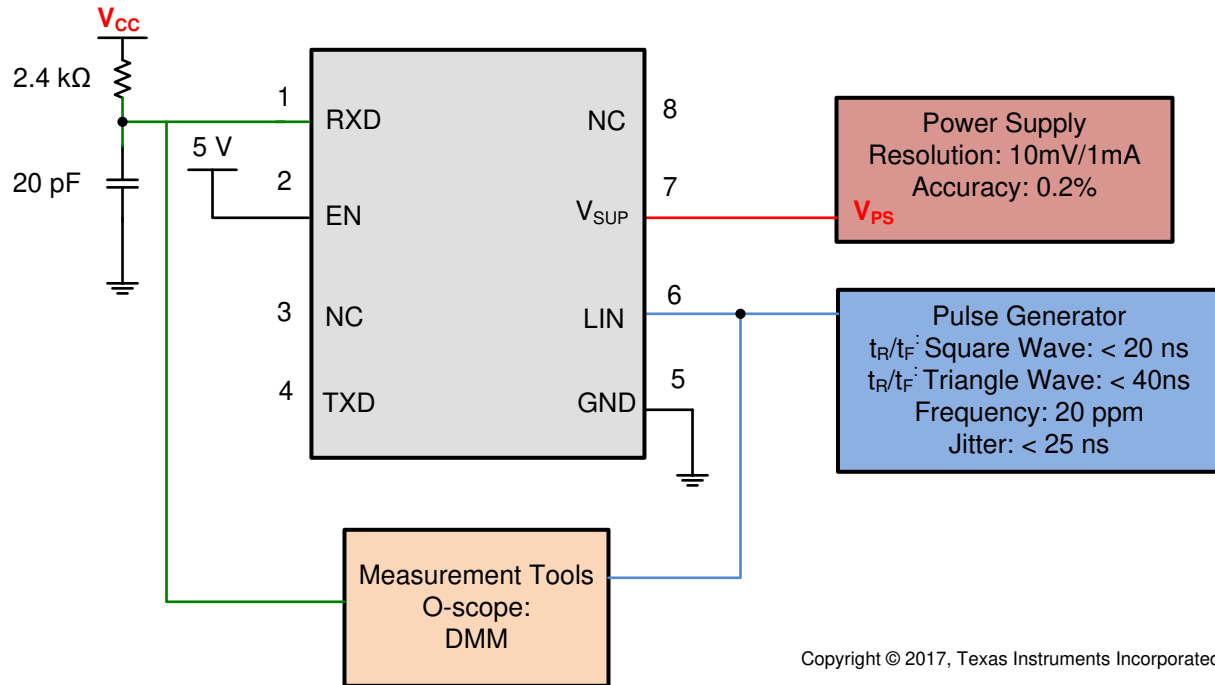 VCC
2.4 kΩ
20 pF
5 V
1
2
3
4
RXD
EN
NC
TXD
NC
VSUP
LIN
GND
8
7
6
5
Power Supply
Resolution: 10mV/1mA
Accuracy: 0.2%
VPS
Pulse Generator
tR/tF: Square Wave: < 20 ns
tR/tF: Triangle Wave: < 40ns
Frequency: 20 ppm
Jitter: < 25 ns
Measurement Tools
O-scope:
DMM
Copyright © 2017, Texas Instruments Incorporated